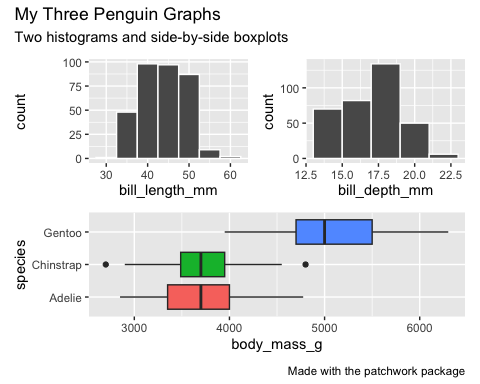 My Three Penguin Graphs
Two histograms and side-by-side boxplots
100
75
50
25
0
count
30 40 50 60
bill_length_mm
100
50
0
count
12.5 15.0 17.5 20.0 22.5
bill_depth_mm
Gentoo
Chinstrap
Adelie
species
3000 4000 5000 6000
body_mass_g
Made with the patchwork package